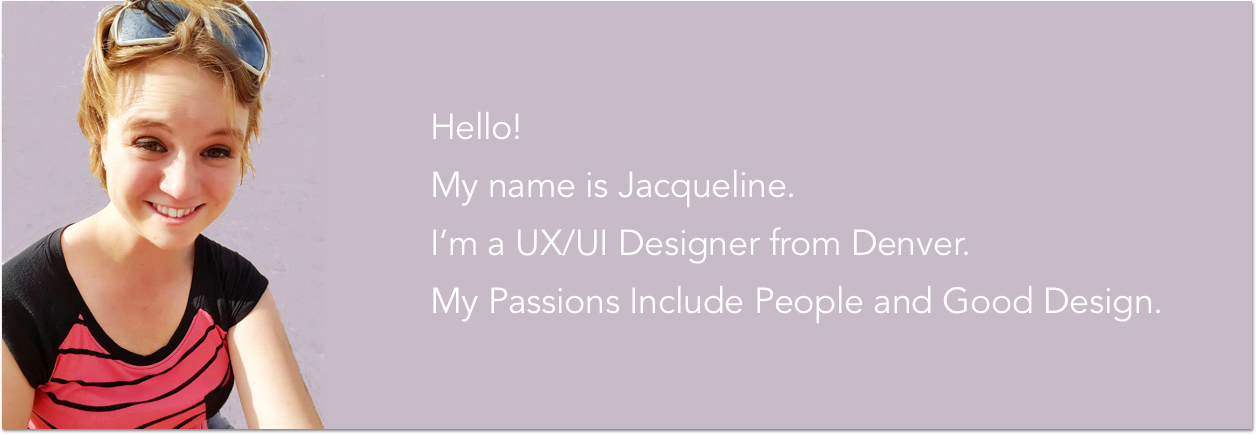 Hello!
My name is Jacqueline.
I’m a UX/UI Designer from Denver.
My Passions Include People and Good Design.